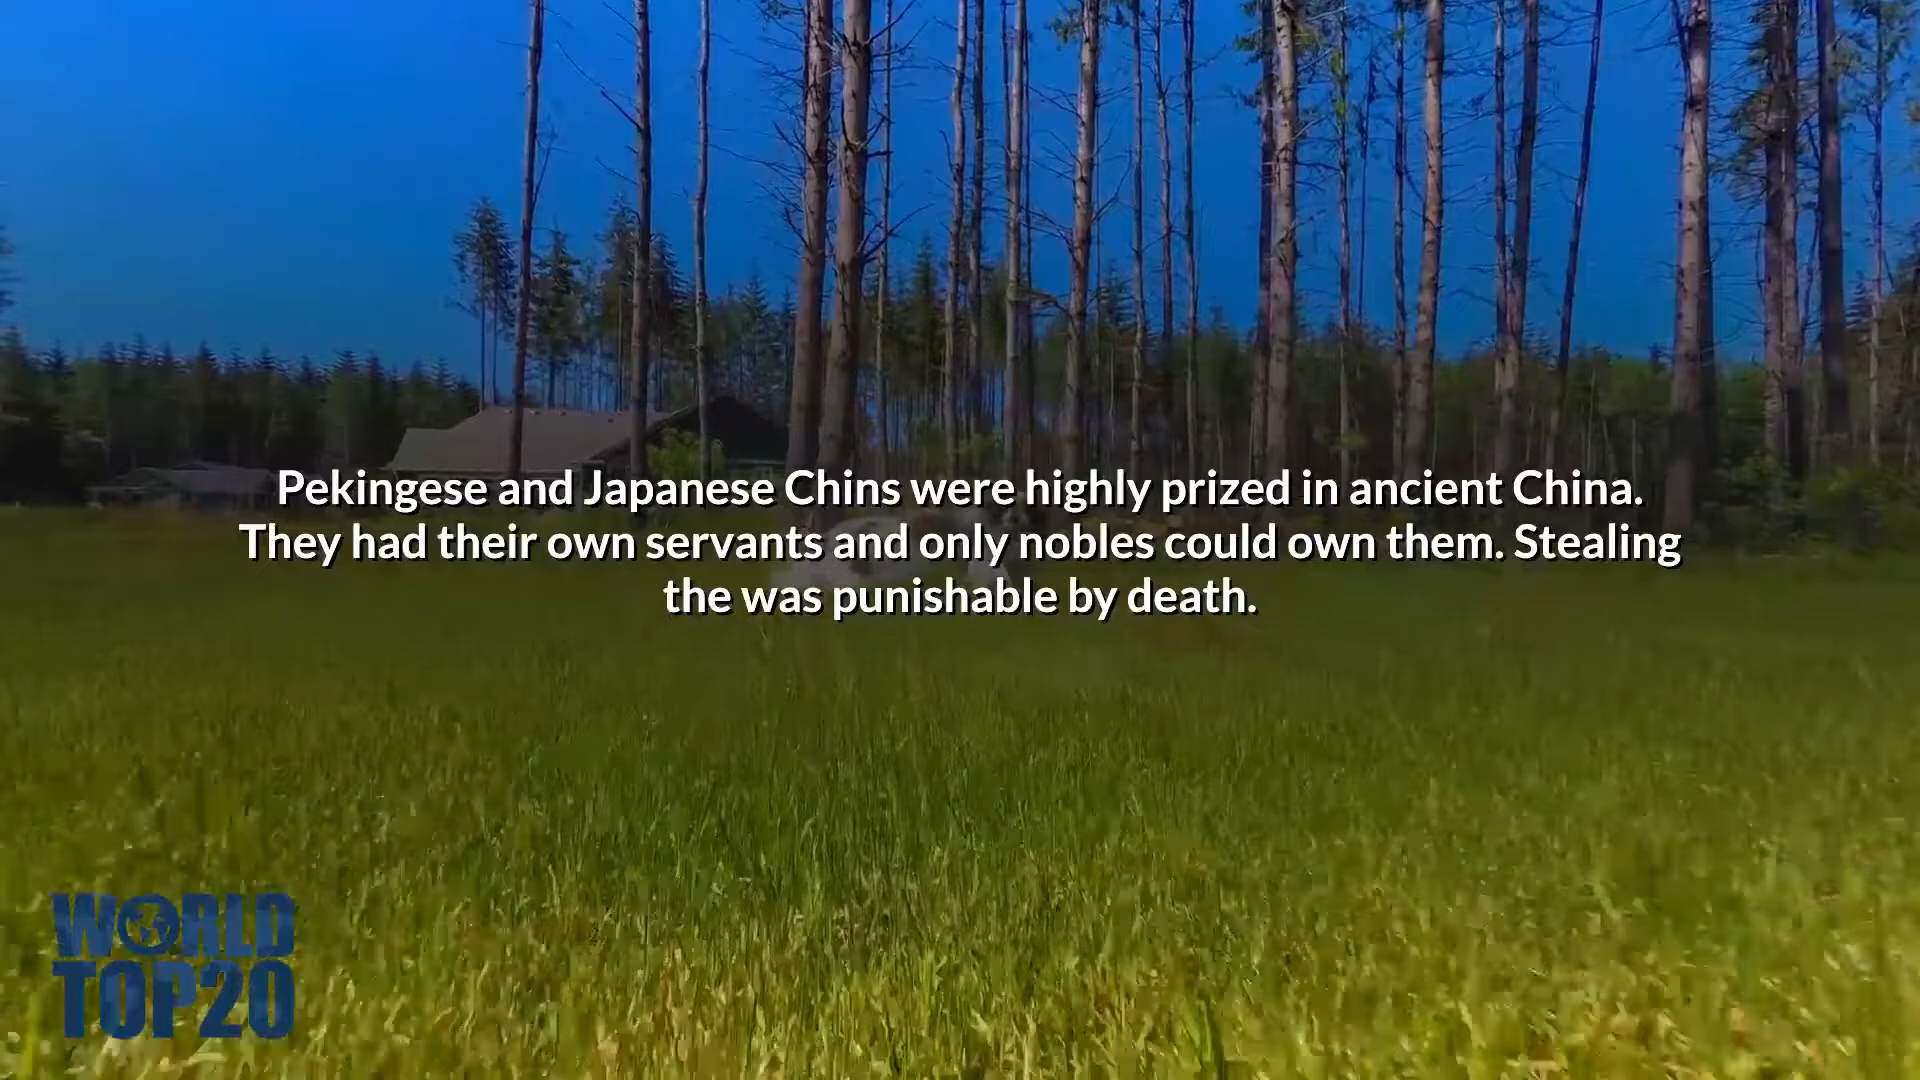 Pekingese and Japanese Chins were highly prized in ancient China.
They had their own servants and only nobles could own them. Stealing
the was punishable by death.
WORLD
TOP20